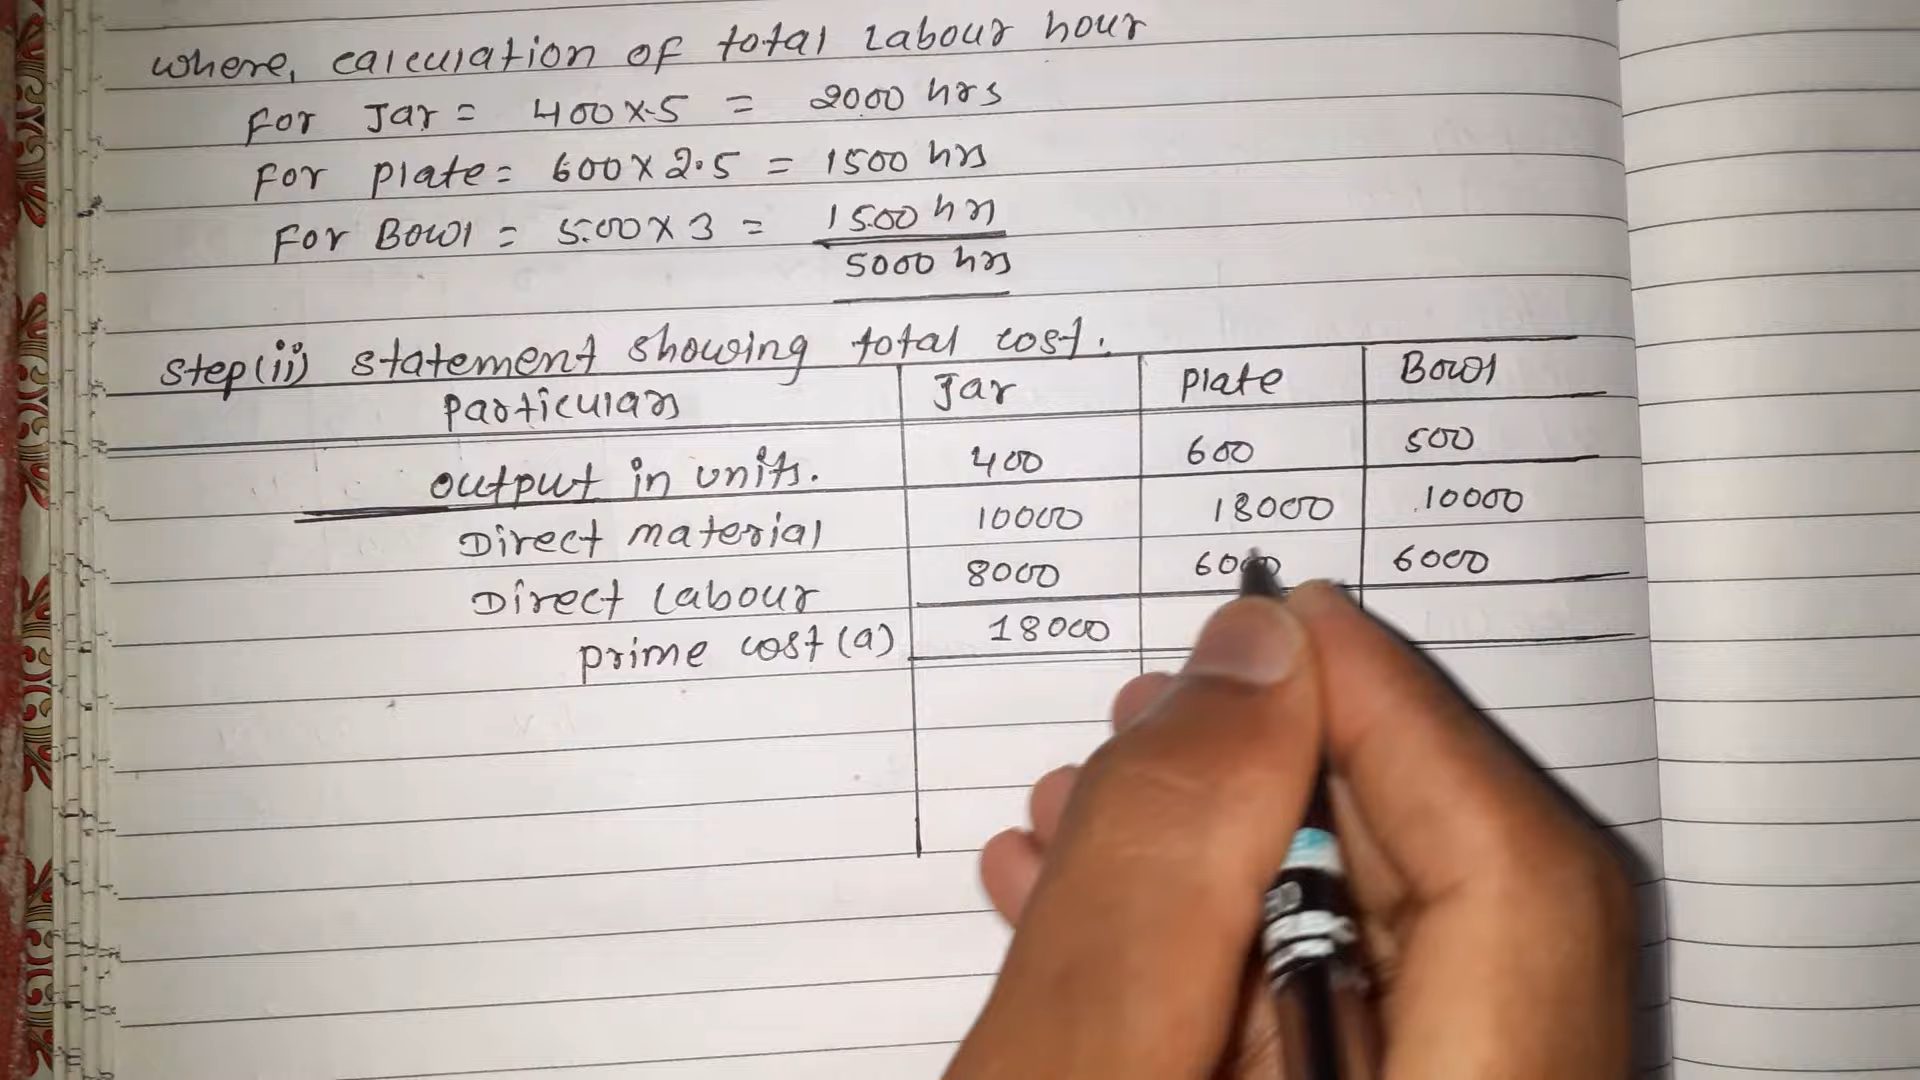 where, calculation of total Labour hour
For Jar = 400 x 5 = 2000 hrs
For plate = 600 x 2.5 = 1500 hrs
For Bowl = 500 x 3 = 1500 hrs
5000 hrs
step(ii) statement showing total cost.
particulars Jar plate Bowl
output in units. 400 600 500
Direct material 10000 18000 10000
Direct Labour 8000 6000 6000
prime cost (a) 18000